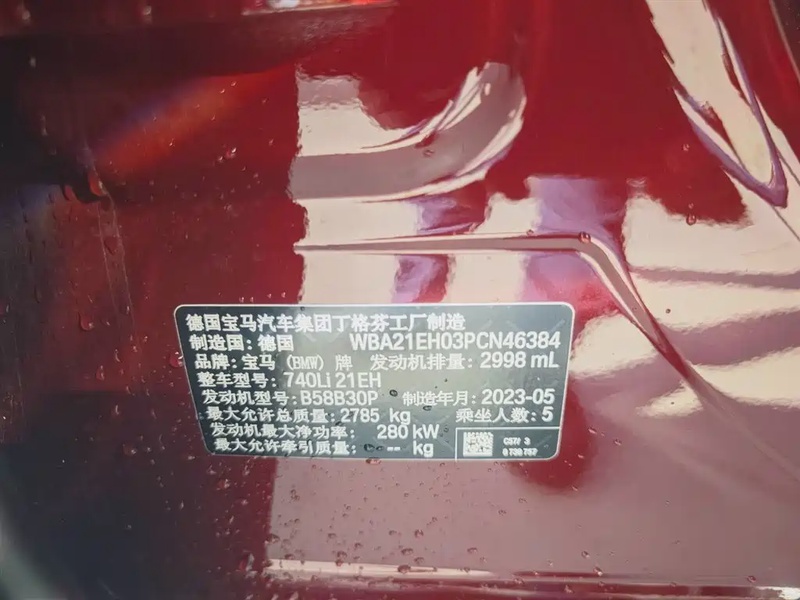 德国宝马汽车集团丁格芬工厂制造
制造国: 德国 WBA21EH03PCN46384
品牌: 宝马 (BMW) 牌 发动机排量: 2998 mL
整车型号: 740Li 21EH
发动机型号: B58B30P 制造年月: 2023-05
最大允许总质量: 2785 kg 乘坐人数: 5
发动机最大净功率: 280 kW
最大允许牵引质量: -- kg